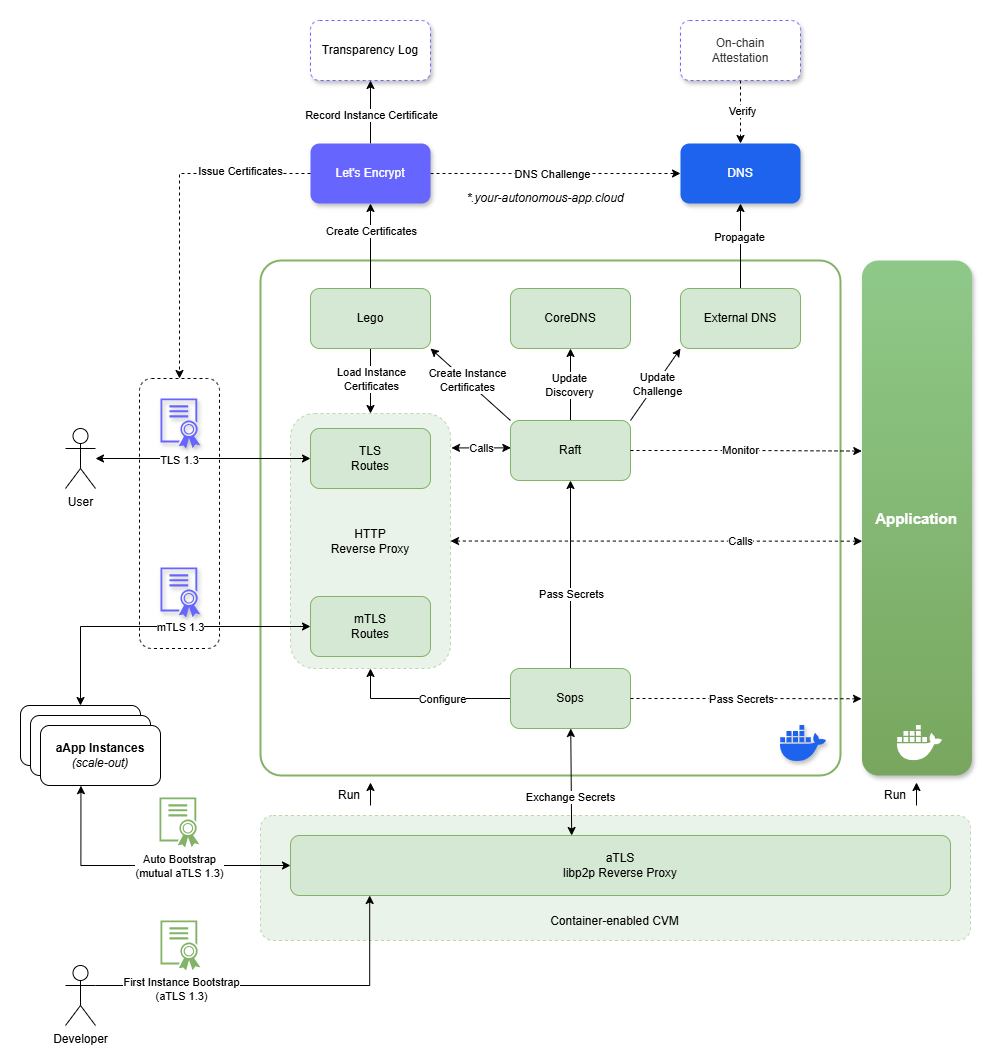 Transparency Log
On-chain
Attestation
Record Instance Certificate
Verify
Issue Certificates
Let's Encrypt
DNS Challenge
DNS
*.your-autonomous-app.cloud
Create Certificates
Propagate
Lego
CoreDNS
External DNS
Load Instance
Certificates
Create Instance
Certificates
Update
Discovery
Update
Challenge
TLS
Routes
Calls
Raft
Monitor
TLS 1.3
User
Application
HTTP
Reverse Proxy
Calls
Pass Secrets
mTLS
Routes
mTLS 1.3
Configure
Sops
Pass Secrets
aApp Instances
(scale-out)
Run
Exchange Secrets
Run
Auto Bootstrap
(mutual aTLS 1.3)
aTLS
libp2p Reverse Proxy
Container-enabled CVM
First Instance Bootstrap
(aTLS 1.3)
Developer